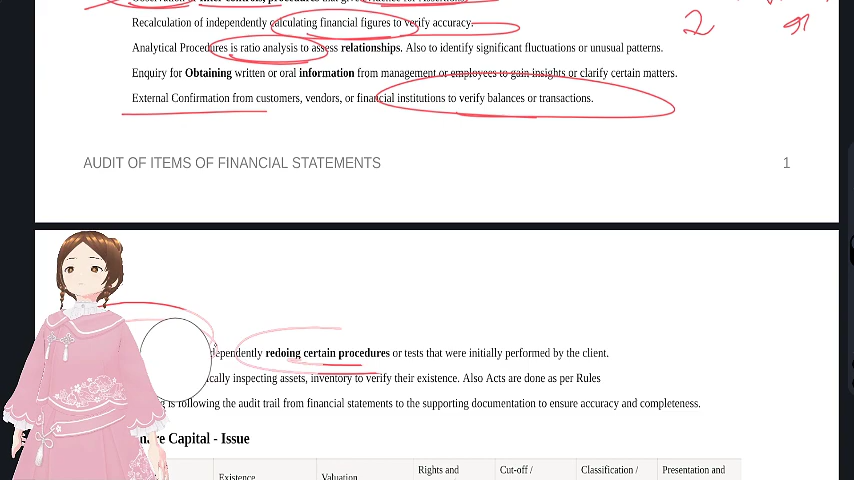 Recalculation of independently calculating financial figures to verify accuracy.
Analytical Procedures is ratio analysis to assess relationships. Also to identify significant fluctuations or unusual patterns.
Enquiry for Obtaining written or oral information from management or employees to gain insights or clarify certain matters.
External Confirmation from customers, vendors, or financial institutions to verify balances or transactions.
2
AUDIT OF ITEMS OF FINANCIAL STATEMENTS
1
redoing certain procedures or tests that were initially performed by the client.
inspecting assets, inventory to verify their existence. Also Acts are done as per Rules
is following the audit trail from financial statements to the supporting documentation to ensure accuracy and completeness.
Capital - Issue
Existence
Valuation
Rights and
Cut-off /
Classification /
Presentation and